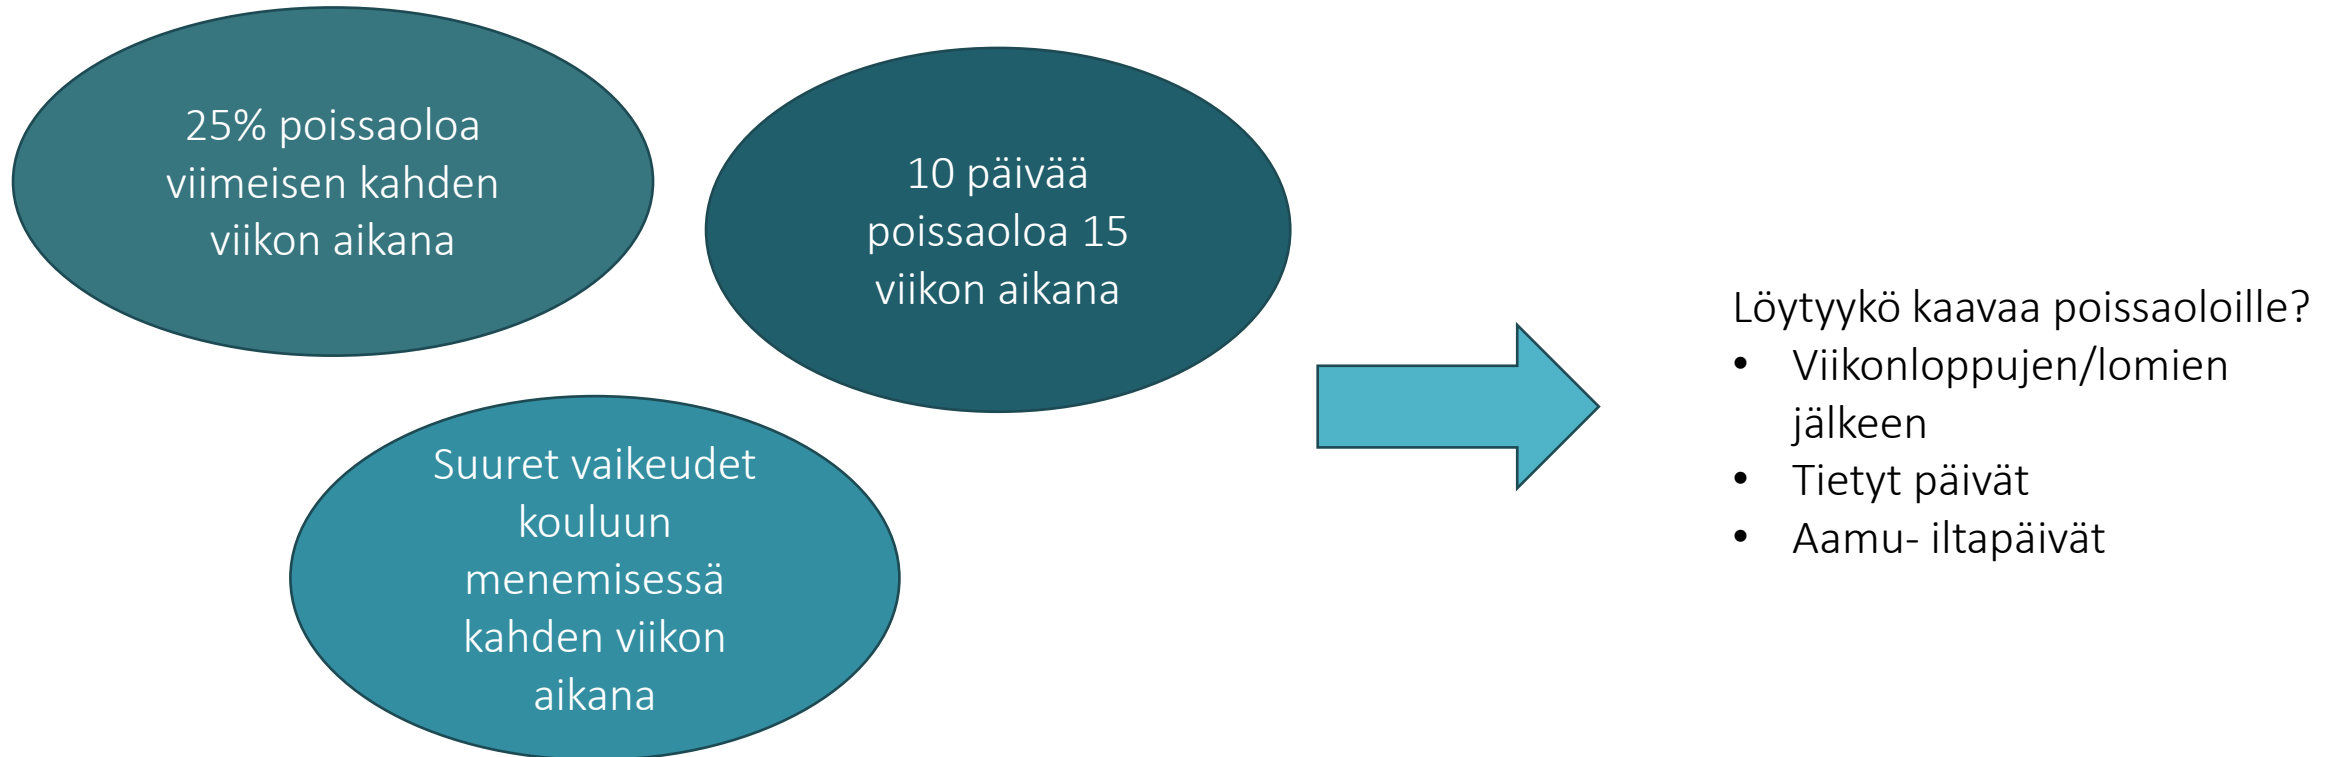 25% poissaoloa
viimeisen kahden
viikon aikana
10 päivää
poissaoloa 15
viikon aikana
Suuret vaikeudet
kouluun
menemisessä
kahden viikon
aikana
Löytyykö kaavaa poissaoloille?
• Viikonloppujen/lomien
jälkeen
• Tietyt päivät
• Aamu- iltapäivät